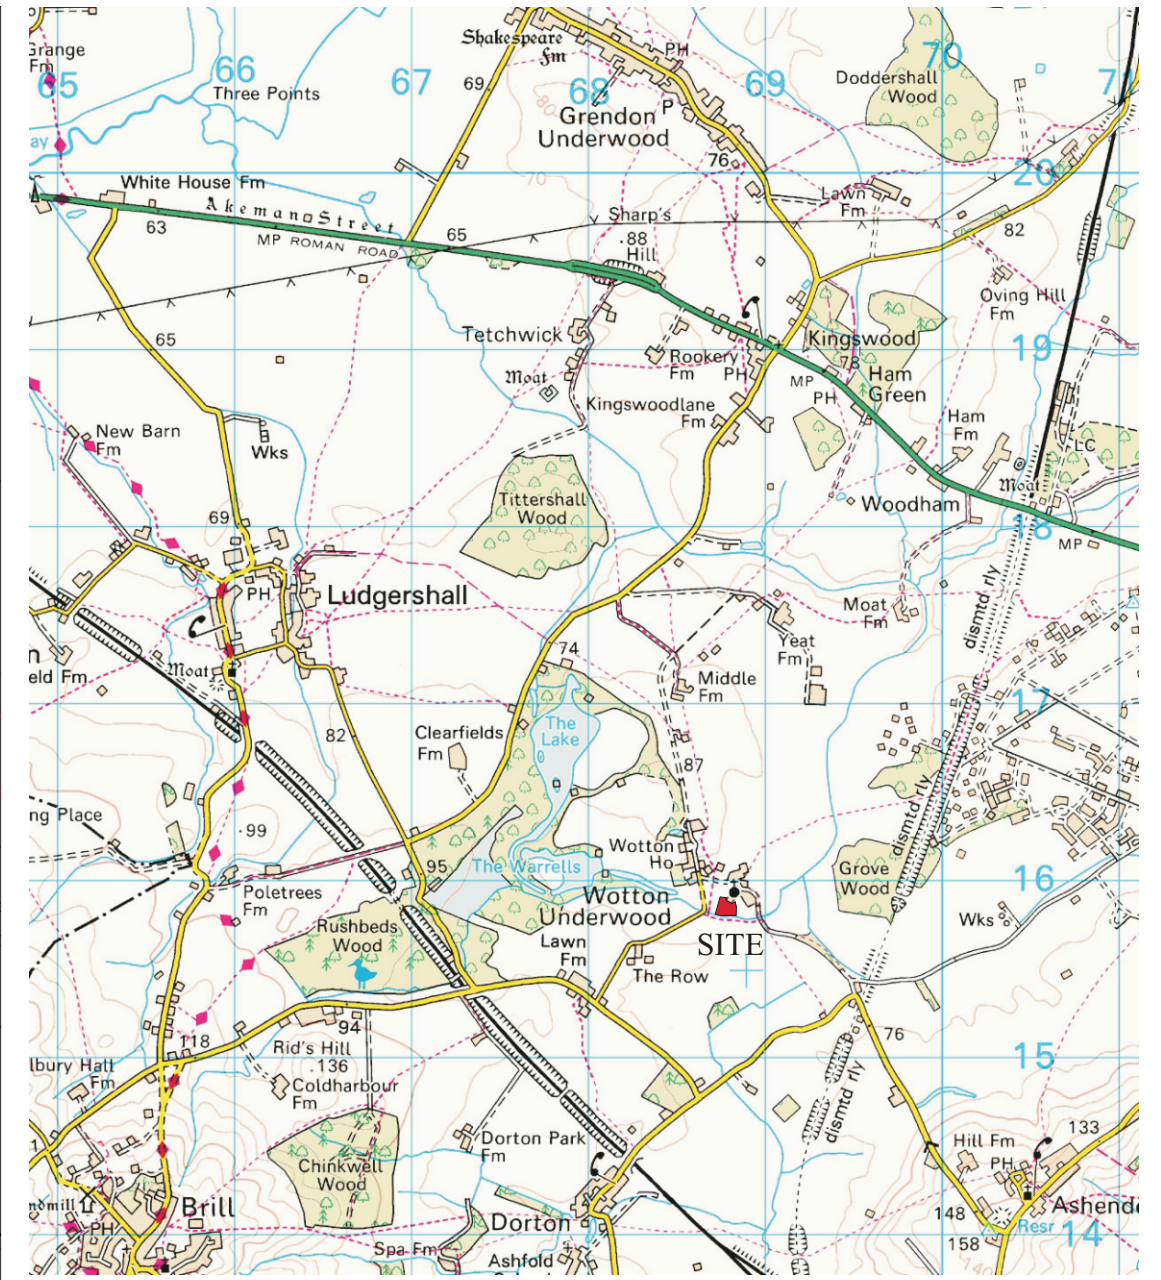 Shakespeare
Fm
PH
Grange
Fm
65
66
67
68
69
70
71
Three Points
69
80
Doddershall
Wood
P
Grendon
Underwood
76
ay
20
White House Fm
Akeman Street
70
Lawn
Fm
63
MP ROMAN ROAD
65
Sharp's
.88
Hill
82
Oving Hill
Fm
65
Tetchwick
Kingswood
19
Rookery
Fm
PH
78
MP
PH
Ham
Green
Moat
Kingswoodlane
Fm
New Barn
Fm
Wks
Ham
Fm
LC
Moat
Tittershall
Wood
Woodham
69
18
MP
PH
Ludgershall
Moat
Fm
dismtd rly
Yeat
Fm
n
eld Fm
Moat
74
Middle
Fm
17
The
Lake
Clearfields
Fm
82
87
dismtd rly
ng Place
.99
Wotton
Ho
95
The Warrells
Grove
Wood
16
Poletrees
Fm
Wotton
Underwood
Wks
Rushbeds
Wood
SITE
Lawn
Fm
The Row
94
76
118
Rid's Hill
.136
15
lbury Hall
Fm
Coldharbour
Fm
dismtd rly
133
Dorton Park
Fm
Hill Fm
PH
1
Chinkwell
Wood
ndmill
Brill
PH
Dorton
148
Ashend
Resr
14
158
Spa Fm
Ashfold
140